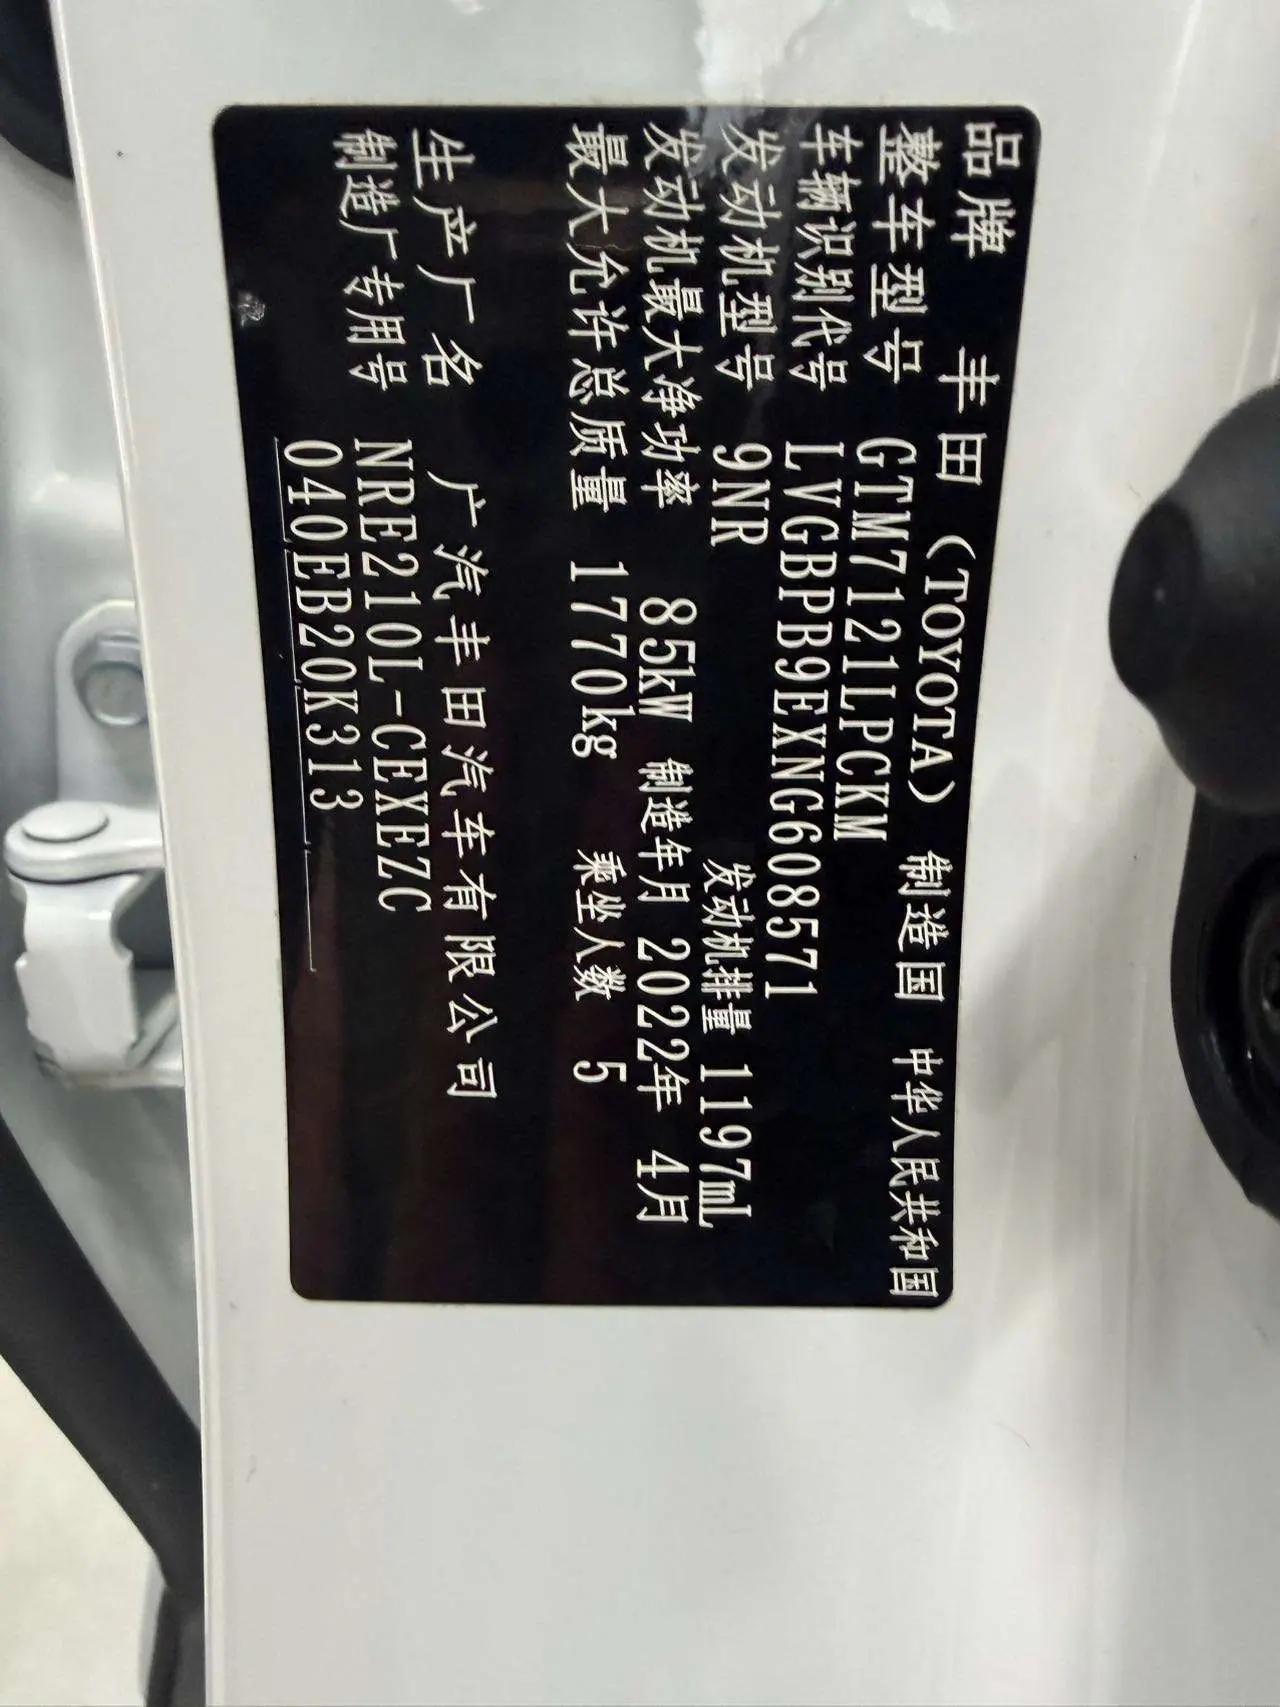 品牌 丰田（TOYOTA） 制造国 中华人民共和国
整车型号 GTM7121LPCKM
车辆识别代号 LVGBPB9EXNG608571
发动机型号 9NR 发动机排量 1197mL
发动机最大净功率 85kW 制造年月 2022年 4月
最大允许总质量 1770kg 乘坐人数 5
生产厂名 广汽丰田汽车有限公司
制造厂专用号 NRE210L-CEXEZC
040EB20K313